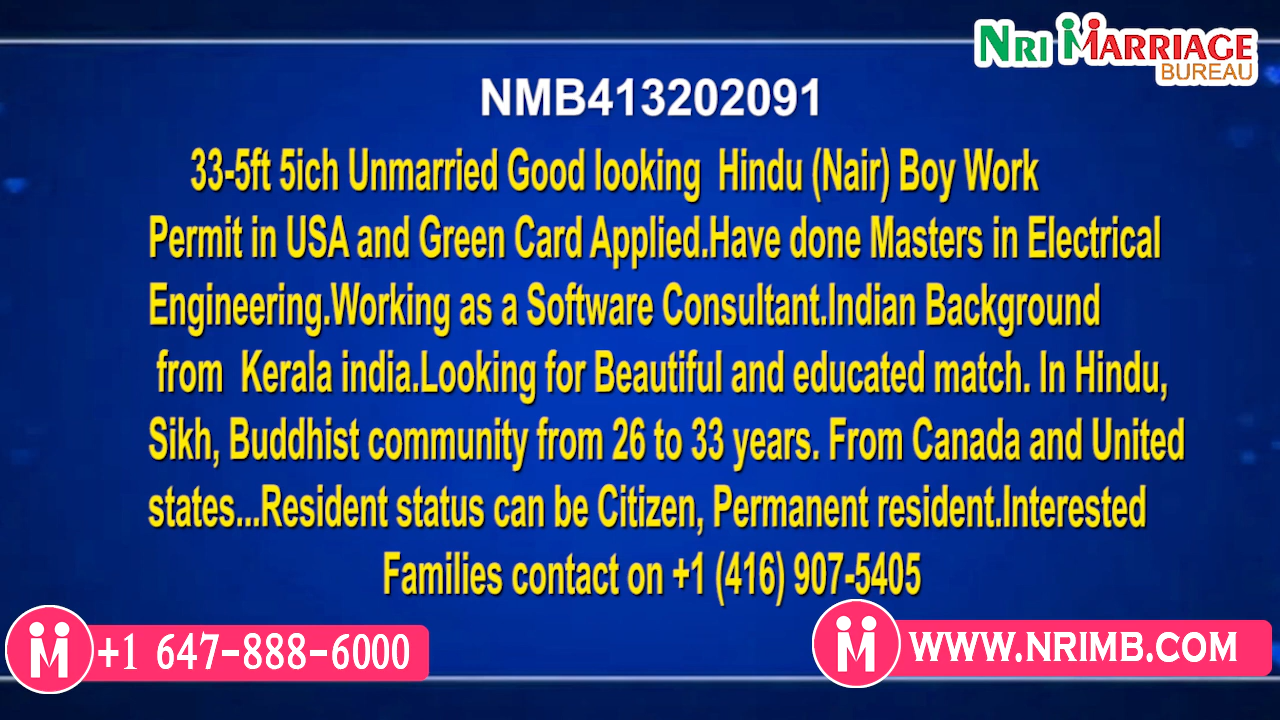 NRI MARRIAGE
BUREAU
NMB413202091
33-5ft 5ich Unmarried Good looking Hindu (Nair) Boy Work
Permit in USA and Green Card Applied.Have done Masters in Electrical
Engineering.Working as a Software Consultant.Indian Background
from Kerala india.Looking for Beautiful and educated match. In Hindu,
Sikh, Buddhist community from 26 to 33 years. From Canada and United
states...Resident status can be Citizen, Permanent resident.Interested
Families contact on +1 (416) 907-5405
+1 647-888-6000
WWW.NRIMB.COM